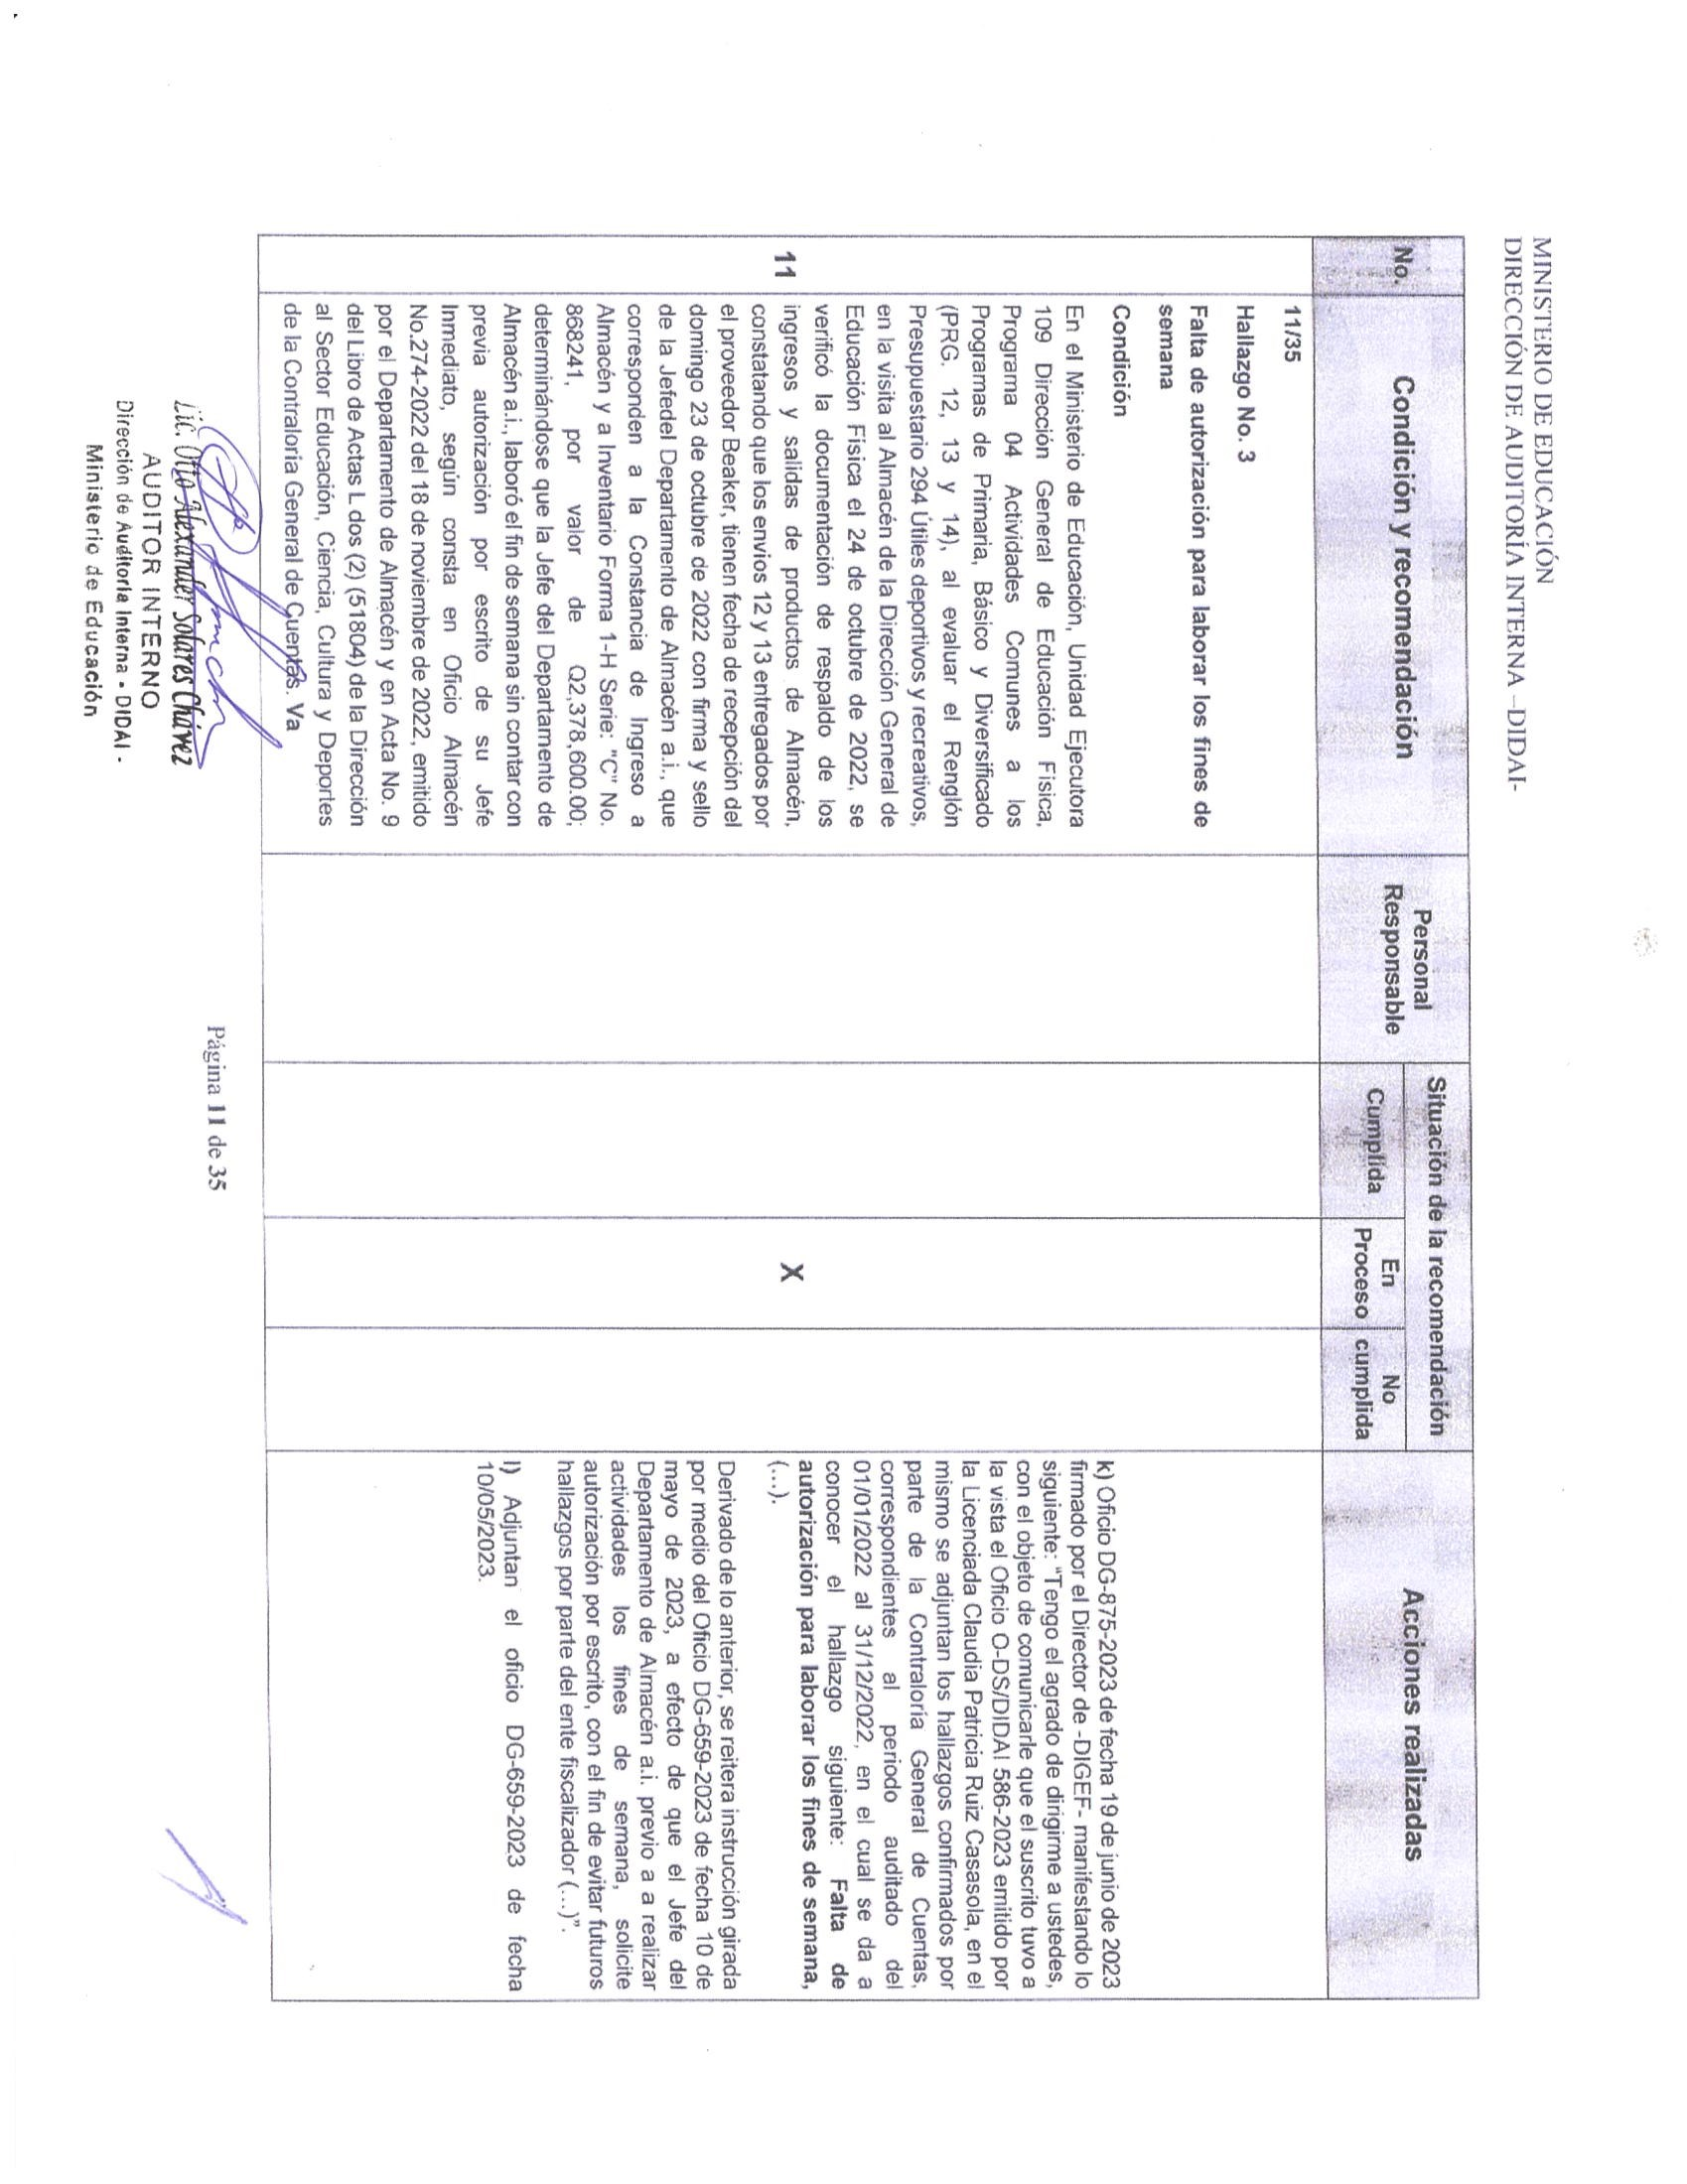 MINISTERIO DE EDUCACIÓN
DIRECCIÓN DE AUDITORÍA INTERNA –DIDAI-
No.
Condición y recomendación
Personal
Responsable
Situación de la recomendación
Cumplida
En
Proceso
No
cumplida
Acciones realizadas
11
11/35
Hallazgo No. 3
Falta de autorización para laborar los fines de
semana
Condición
En el Ministerio de Educación, Unidad Ejecutora
109 Dirección General de Educación Fisica,
Programa 04 Actividades Comunes a los
Programas de Primaria, Básico y Diversificado
(PRG. 12, 13 y 14), al evaluar el Renglón
Presupuestario 294 Útiles deportivos y recreativos,
en la visita al Almacén de la Dirección General de
Educación Fisica el 24 de octubre de 2022, se
verificó la documentación de respaldo de los
ingresos y salidas de productos de Almacén,
constatando que los envios 12 y 13 entregados por
el proveedor Beaker, tienen fecha de recepción del
domingo 23 de octubre de 2022 con firma y sello
de la Jefedel Departamento de Almacén a.i., que
corresponden a la Constancia de Ingreso a
Almacén y a Inventario Forma 1-H Serie: "C" No.
868241, por valor de Q2,378,600.00;
determinándose que la Jefe del Departamento de
Almacén a.i., laboró el fin de semana sin contar con
previa autorización por escrito de su Jefe
Inmediato, según consta en Oficio Almacén
No.274-2022 del 18 de noviembre de 2022, emitido
por el Departamento de Almacén y en Acta No. 9
del Libro de Actas L dos (2) (51804) de la Dirección
al Sector Educación, Ciencia, Cultura y Deportes
de la Contraloría General de Cuentas. Va
X
k) Oficio DG-875-2023 de fecha 19 de junio de 2023
firmado por el Director de -DIGEF- manifestando lo
siguiente: "Tengo el agrado de dirigirme a ustedes,
con el objeto de comunicarle que el suscrito tuvo a
la vista el Oficio O-DS/DIDAI 586-2023 emitido por
la Licenciada Claudia Patricia Ruiz Casasola, en el
mismo se adjuntan los hallazgos confirmados por
parte de la Contraloría General de Cuentas,
correspondientes al periodo auditado del
01/01/2022 al 31/12/2022, en el cual se da a
conocer el hallazgo siguiente: Falta de
autorización para laborar los fines de semana,
(...).
Derivado de lo anterior, se reitera instrucción girada
por medio del Oficio DG-659-2023 de fecha 10 de
mayo de 2023, a efecto de que el Jefe del
Departamento de Almacén a.i. previo a a realizar
actividades los fines de semana, solicite
autorización por escrito, con el fin de evitar futuros
hallazgos por parte del ente fiscalizador (...)".
l) Adjuntan el oficio DG-659-2023 de fecha
10/05/2023.
Lic. Otto Alexander Solares Chávez
AUDITOR INTERNO
Dirección de Auditoría Interna - DIDAI -
Ministerio de Educación
Página 11 de 35